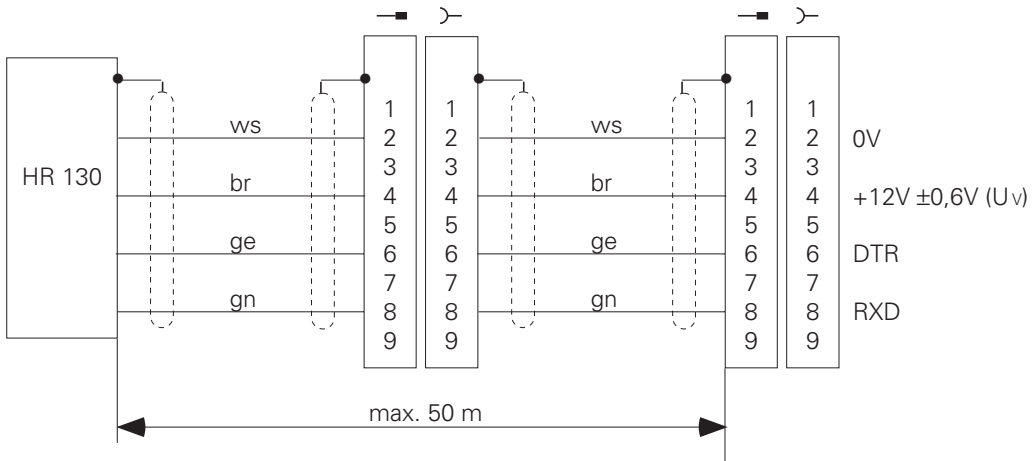 1 1 1 1
ws ws
2 2 2 2 0V
3 3 3 3
HR 130
br br
4 4 4 4 +12V ±0,6V (UV)
5 5 5 5
ge ge
6 6 6 6 DTR
7 7 7 7
gn gn
8 8 8 8 RXD
9 9 9 9
max. 50 m